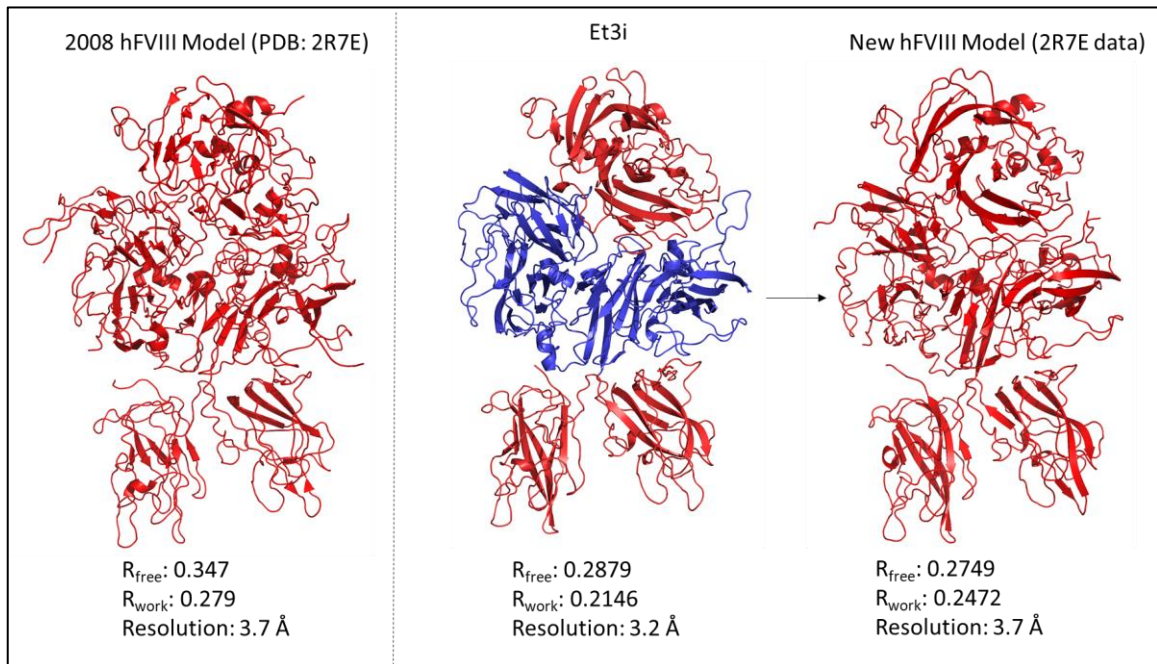 2008 hFVIII Model (PDB: 2R7E)
Et3i
New hFVIII Model (2R7E data)
Rfree: 0.347
Rwork: 0.279
Resolution: 3.7 Å
Rfree: 0.2879
Rwork: 0.2146
Resolution: 3.2 Å
Rfree: 0.2749
Rwork: 0.2472
Resolution: 3.7 Å